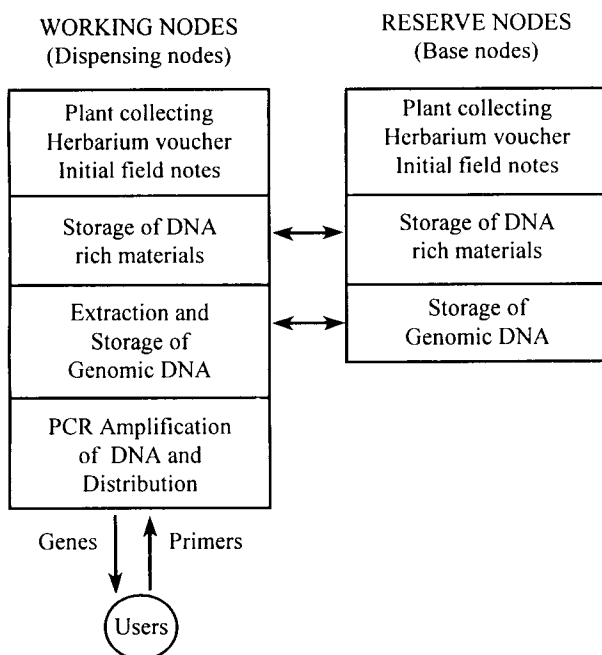 WORKING NODES
(Dispensing nodes)
Plant collecting
Herbarium voucher
Initial field notes
Storage of DNA
rich materials
Extraction and
Storage of
Genomic DNA
PCR Amplification
of DNA and
Distribution
Genes
Primers
Users
RESERVE NODES
(Base nodes)
Plant collecting
Herbarium voucher
Initial field notes
Storage of DNA
rich materials
Storage of
Genomic DNA